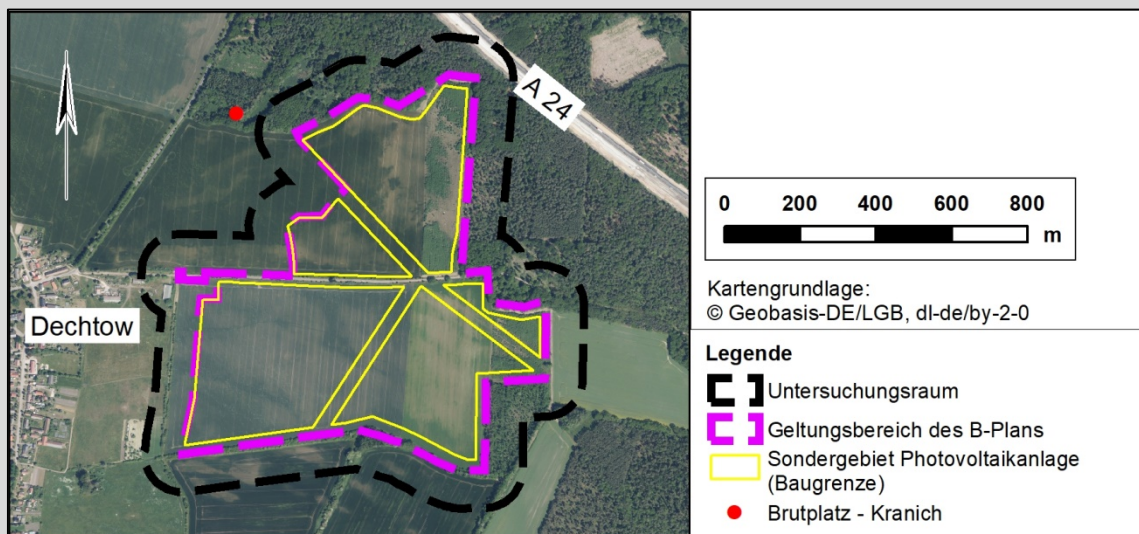 A 24
Dechtow
0 200 400 600 800
m
Kartengrundlage:
© Geobasis-DE/LGB, dl-de/by-2-0
Legende
Untersuchungsraum
Geltungsbereich des B-Plans
Sondergebiet Photovoltaikanlage
(Baugrenze)
Brutplatz - Kranich